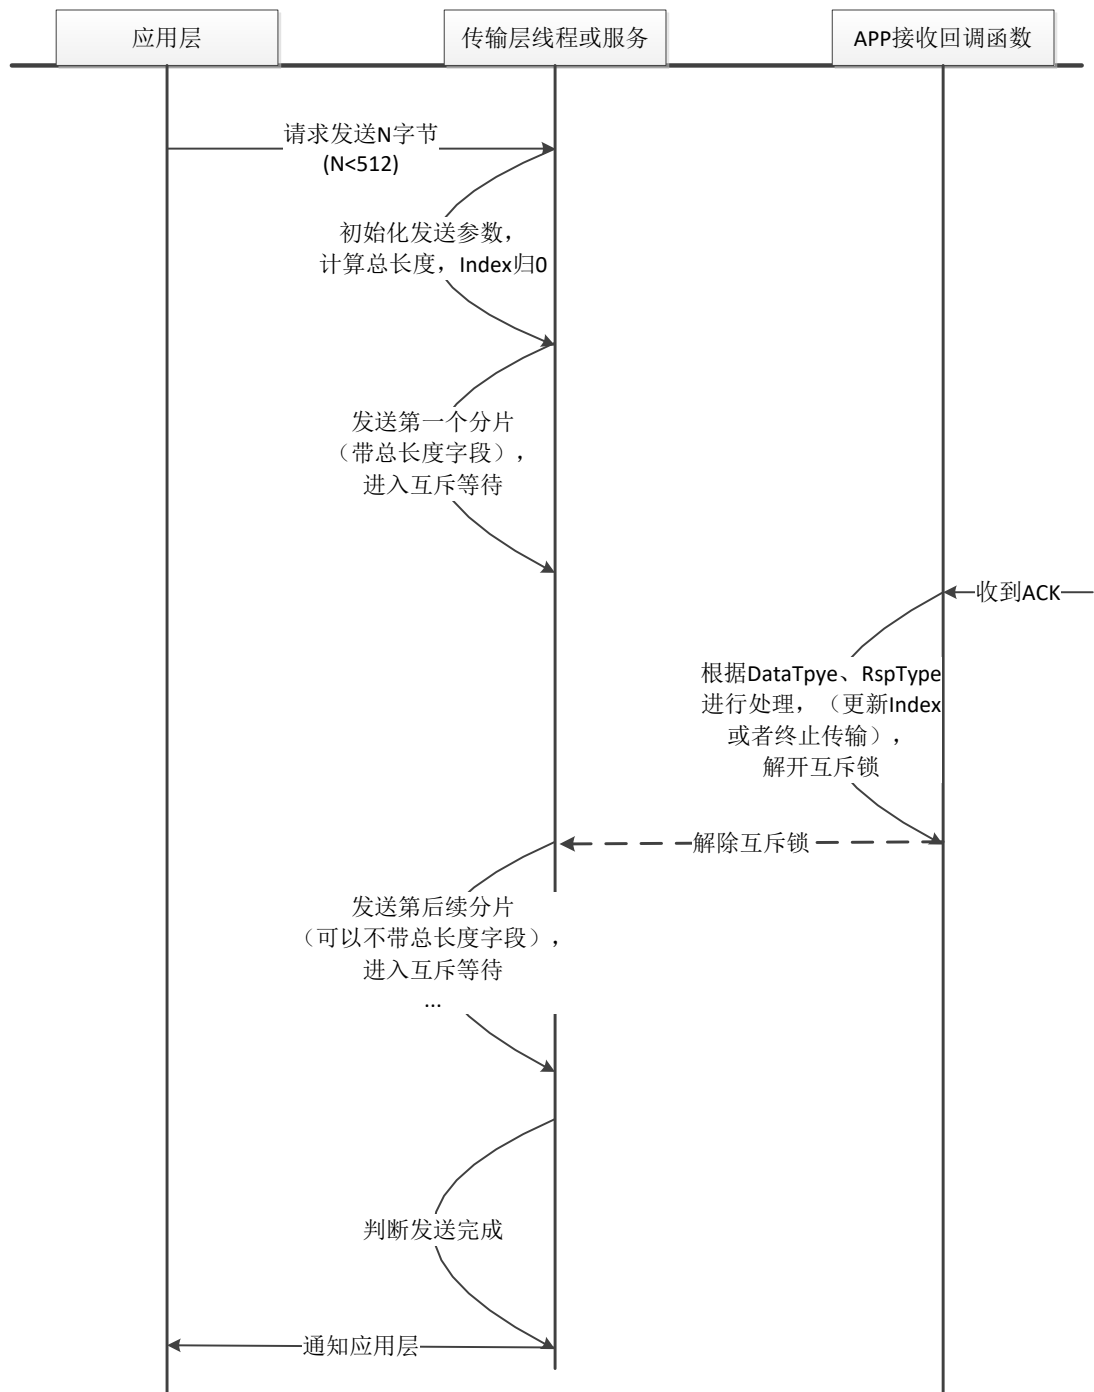 应用层
传输层线程或服务
APP接收回调函数
请求发送N字节
(N<512)
初始化发送参数，
计算总长度，Index归0
发送第一个分片
（带总长度字段），
进入互斥等待
收到ACK
根据DataTpye、RspType
进行处理，（更新Index
或者终止传输），
解开互斥锁
解除互斥锁
发送第后续分片
（可以不带总长度字段），
进入互斥等待
...
判断发送完成
通知应用层